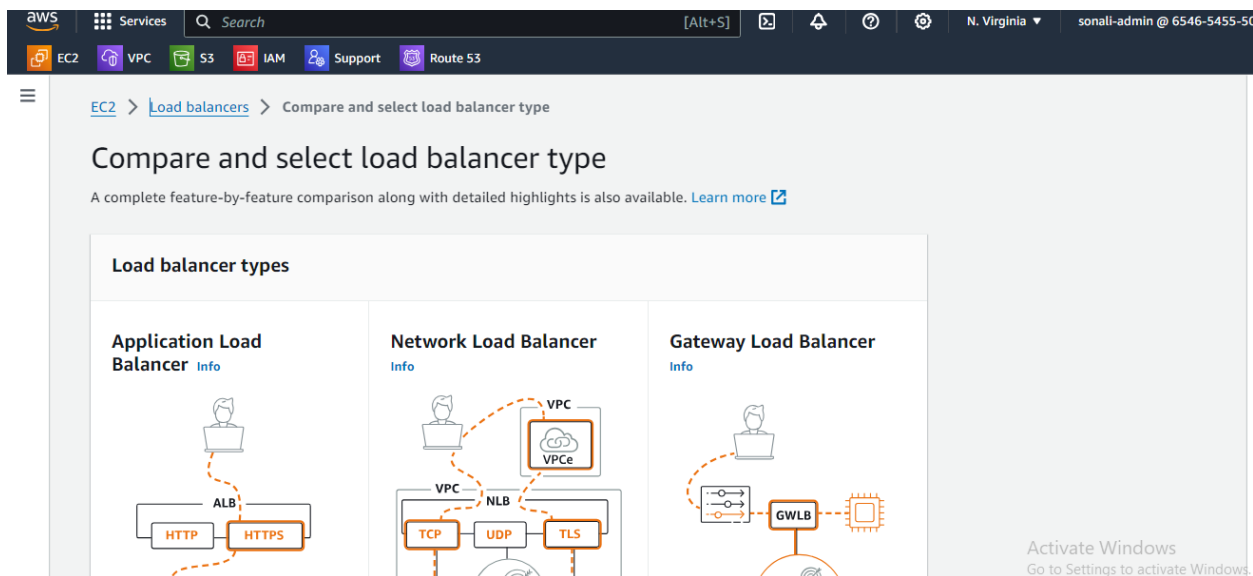 aws
Services
Search
[Alt+S]
N. Virginia
sonali-admin @ 6546-5455-50
EC2
VPC
S3
IAM
Support
Route 53
EC2 > Load balancers > Compare and select load balancer type
Compare and select load balancer type
A complete feature-by-feature comparison along with detailed highlights is also available. Learn more
Load balancer types
Application Load
Balancer Info
ALB
HTTP
HTTPS
Network Load Balancer
Info
VPC
VPCe
VPC
NLB
TCP
UDP
TLS
Gateway Load Balancer
Info
GWLB
Activate Windows
Go to Settings to activate Windows.